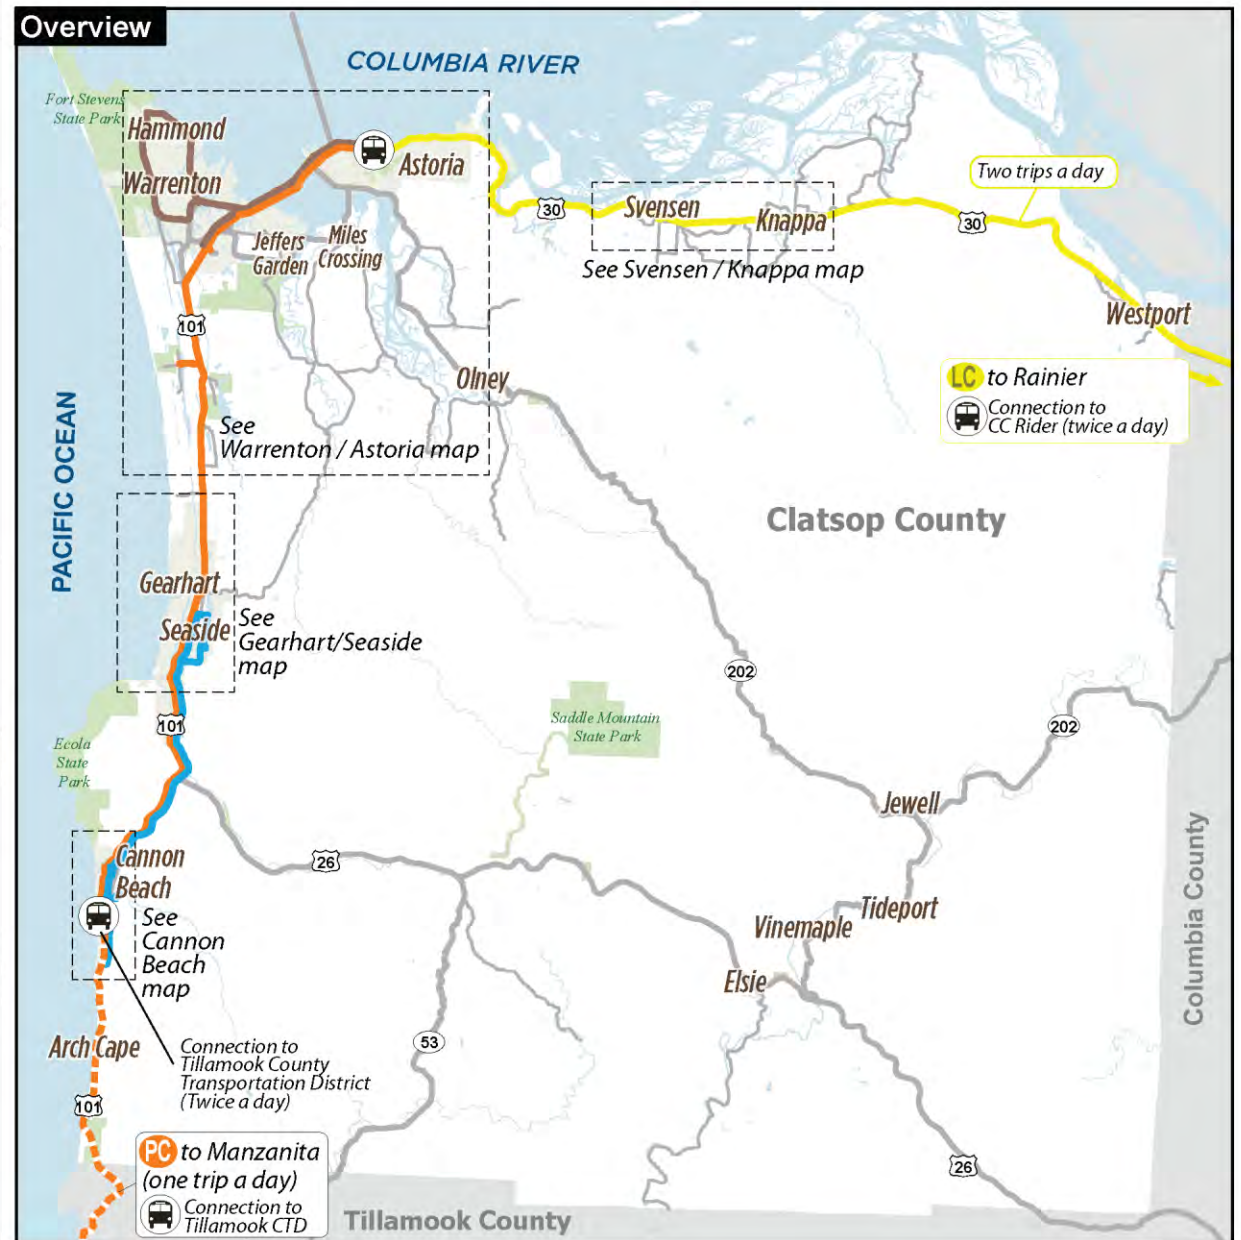 Overview
COLUMBIA RIVER
Fort Stevens
State Park
Hammond
Warrenton
Astoria
Two trips a day
30
Svensen
Knappa
30
Jeffers
Garden
Miles
Crossing
See Svensen / Knappa map
Westport
101
Olney
LC to Rainier
Connection to
CC Rider (twice a day)
See
Warrenton / Astoria map
PACIFIC OCEAN
Clatsop County
Gearhart
Seaside
See
Gearhart/Seaside
map
202
101
Saddle Mountain
State Park
202
Ecola
State
Park
Jewell
26
Cannon
Beach
See
Cannon
Beach
map
Tideport
Vinemaple
Elsie
Columbia County
Arch Cape
Connection to
Tillamook County
Transportation District
(Twice a day)
53
101
PC to Manzanita
(one trip a day)
Connection to
Tillamook CTD
26
Tillamook County